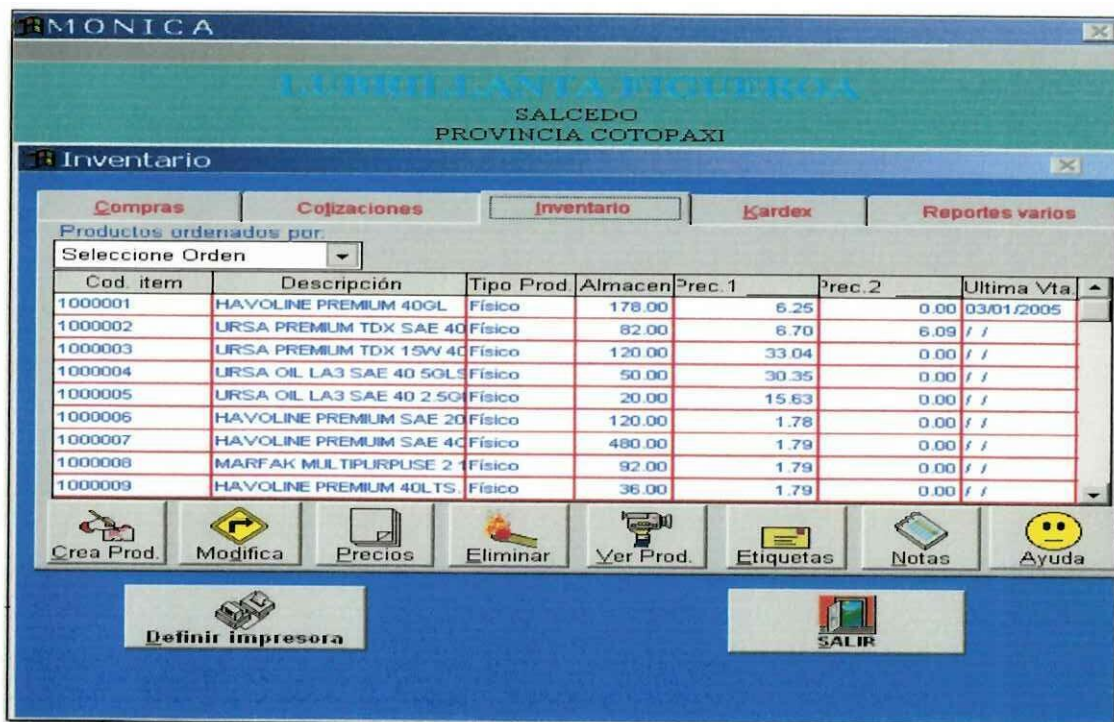 MONICA
LUBRILLANTA FIGUEROA
SALCEDO
PROVINCIA COTOPAXI
Inventario
Compras Cotizaciones Inventario Kardex Reportes varios
Productos ordenados por:
Seleccione Orden
Cod. item Descripción Tipo Prod. Almacen Prec.1 Prec.2 Ultima Vta.
1000001 HAVOLINE PREMIUM 40GL Físico 178.00 6.25 0.00 03/01/2005
1000002 URSA PREMIUM TDX SAE 40 Físico 82.00 6.70 6.09 / /
1000003 URSA PREMIUM TDX 15W 40 Físico 120.00 33.04 0.00 / /
1000004 URSA OIL LA3 SAE 40 5GLS Físico 50.00 30.35 0.00 / /
1000005 URSA OIL LA3 SAE 40 2.5G Físico 20.00 15.63 0.00 / /
1000006 HAVOLINE PREMIUM SAE 20 Físico 120.00 1.78 0.00 / /
1000007 HAVOLINE PREMIUM SAE 40 Físico 480.00 1.79 0.00 / /
1000008 MARFAK MULTIPURPUSE 2 1 Físico 92.00 1.79 0.00 / /
1000009 HAVOLINE PREMIUM 40LTS. Físico 36.00 1.79 0.00 / /
Crea Prod. Modifica Precios Eliminar Ver Prod. Etiquetas Notas Ayuda
Definir impresora SALIR